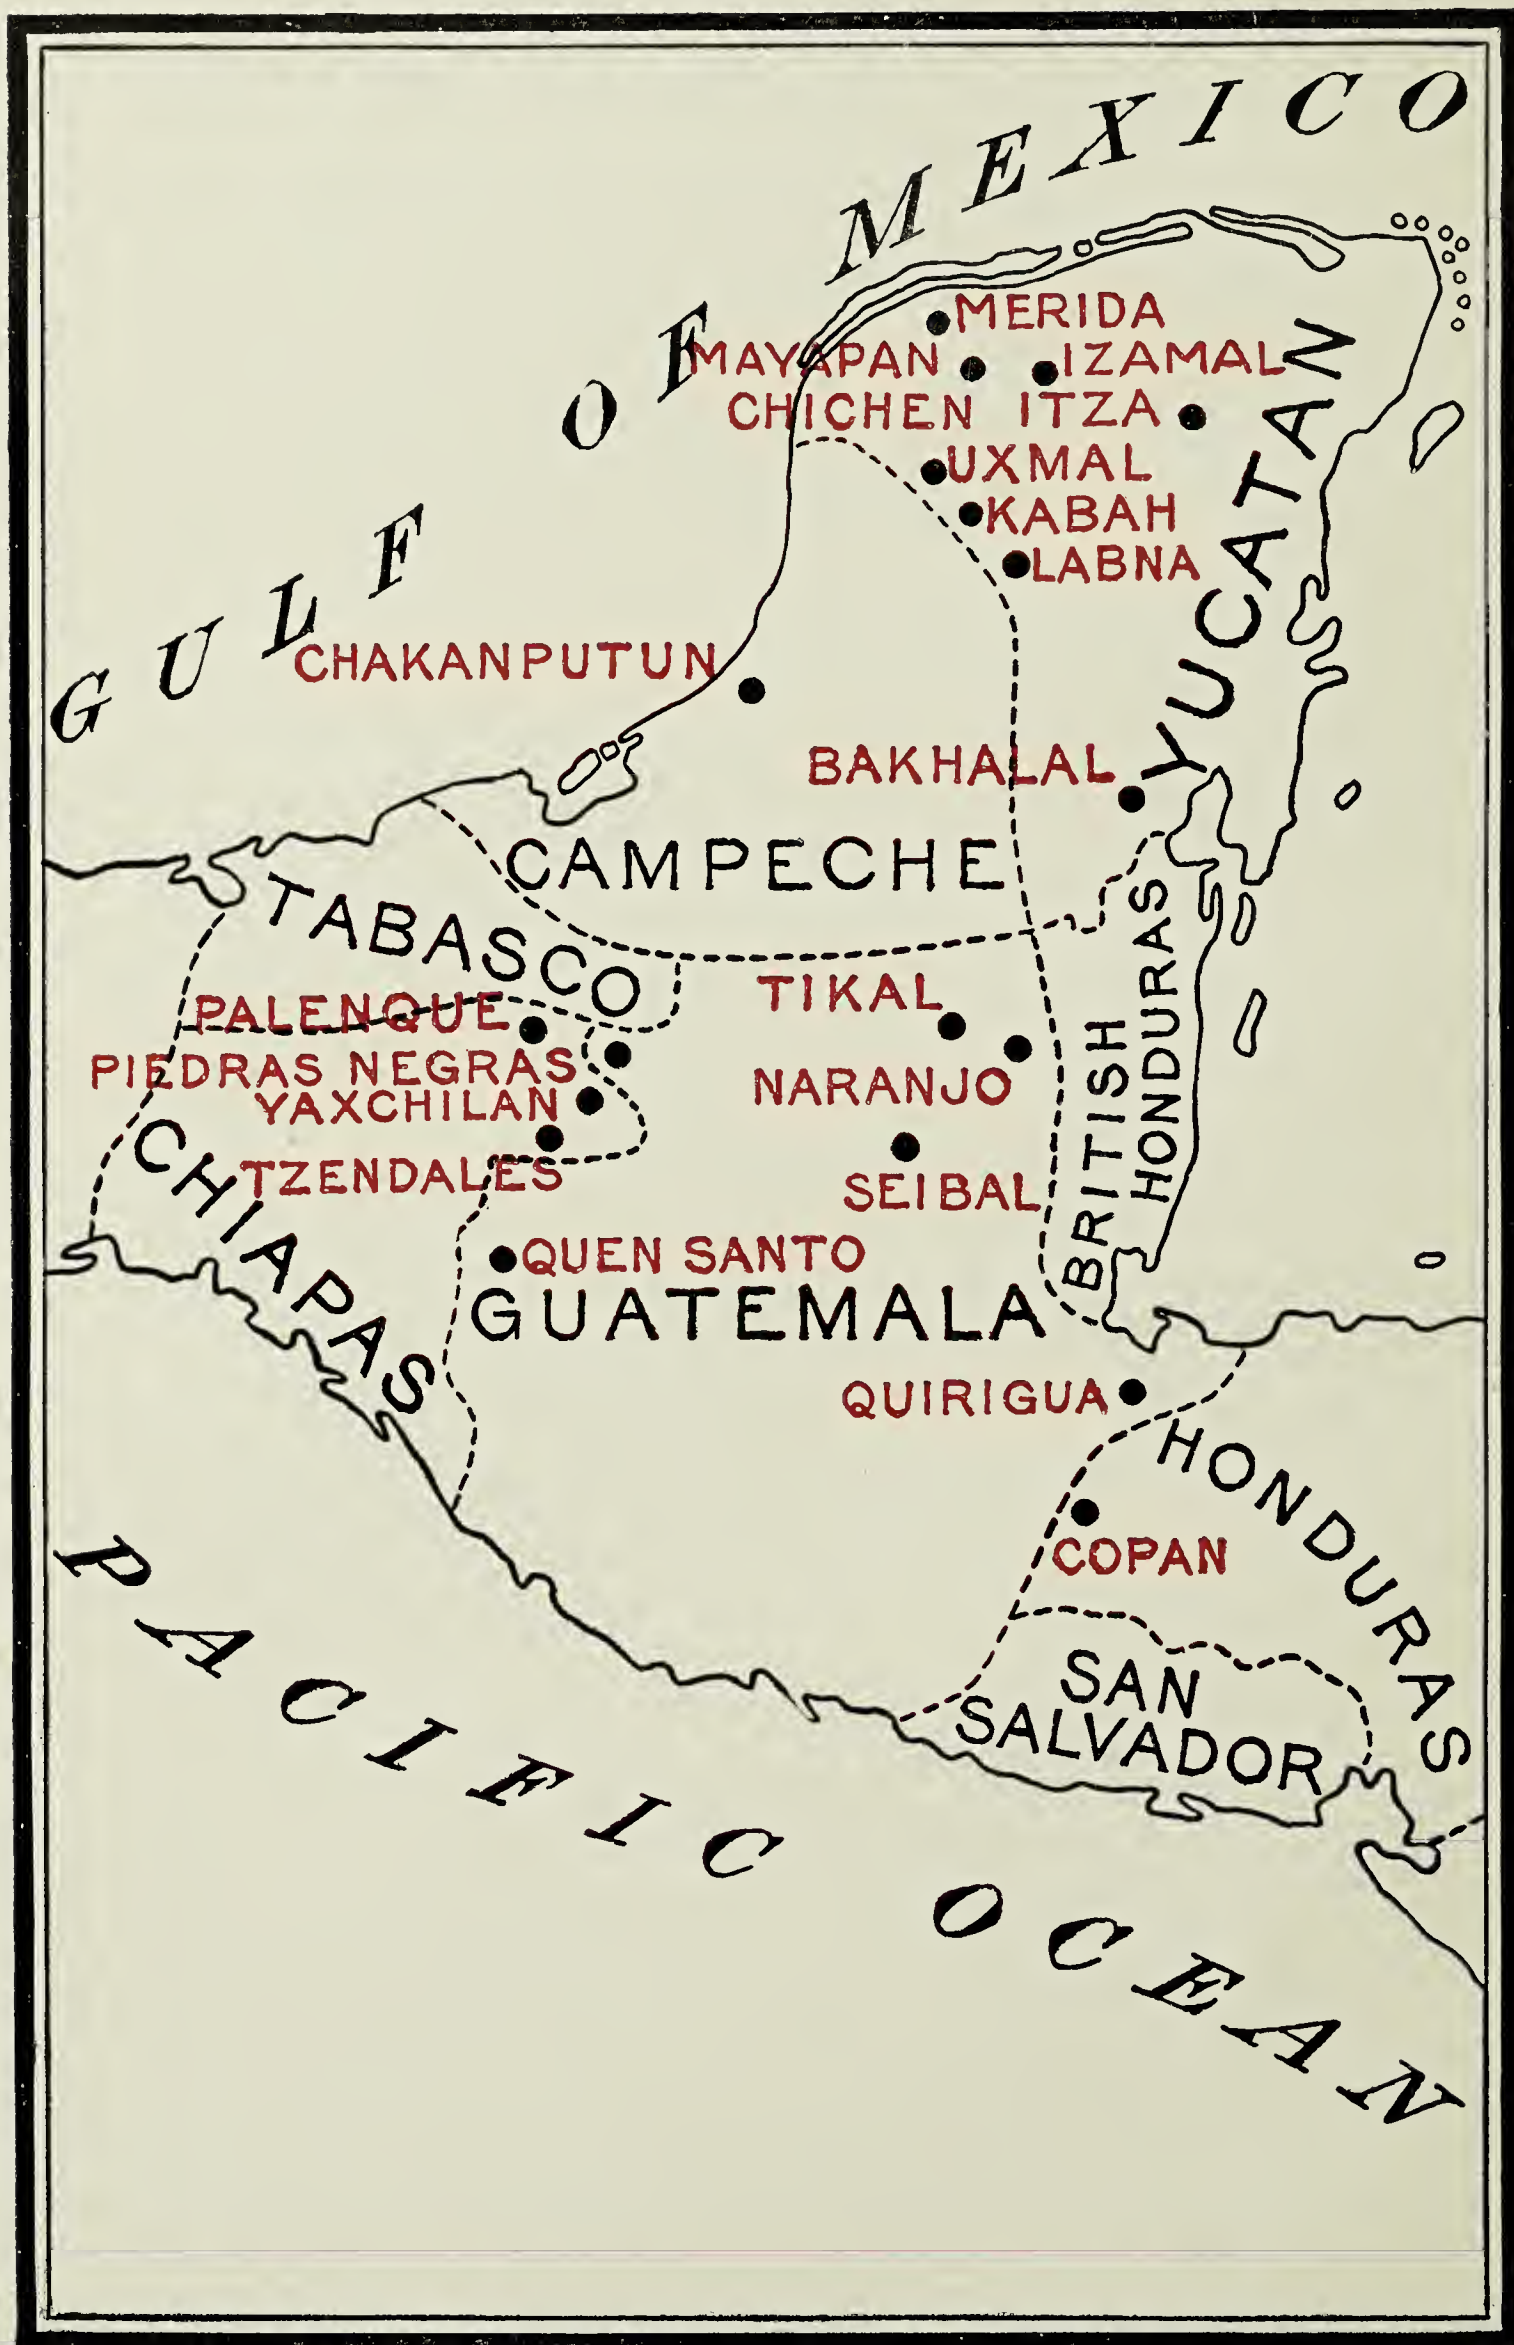 GULF OF MEXICO
MERIDA
MAYAPAN
IZAMAL
CHICHEN ITZA
UXMAL
KABAH
LABNA
YUCATAN
CHAKANPUTUN
BAKHALAL
CAMPECHE
TABASCO
TIKAL
PALENQUE
PIEDRAS NEGRAS
YAXCHILAN
NARANJO
BRITISH
HONDURAS
TZENDALES
SEIBAL
CHIAPAS
QUEN SANTO
GUATEMALA
QUIRIGUA
HONDURAS
COPAN
SAN
SALVADOR
PACIFIC OCEAN